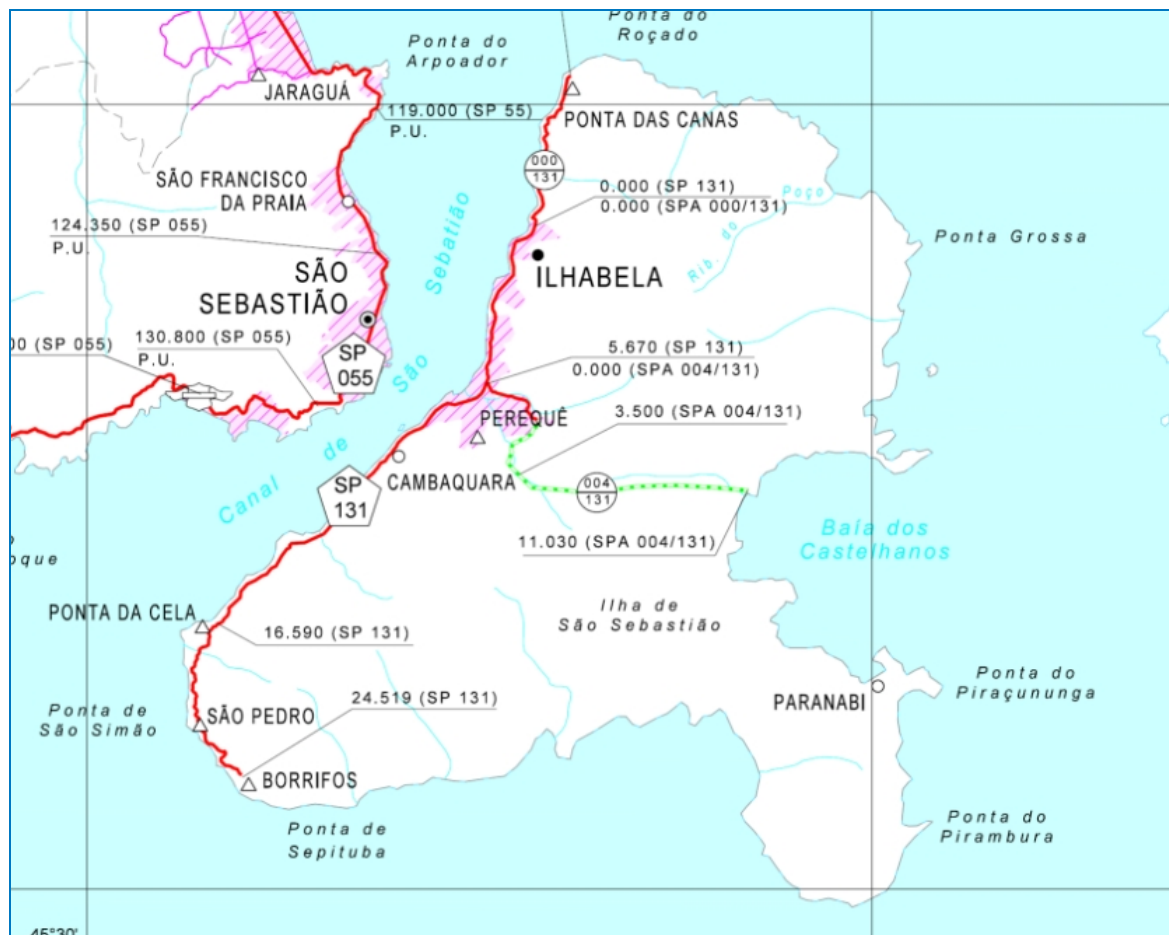 Ponta do
Roçado
Ponta do
Arpoador
JARAGUÁ
119.000 (SP 55)
P.U.
PONTA DAS CANAS
000
131
SÃO FRANCISCO
DA PRAIA
0.000 (SP 131)
0.000 (SPA 000/131)
Rib. do Poço
124.350 (SP 055)
P.U.
Ponta Grossa
SÃO
SEBASTIÃO
ILHABELA
Canal de São Sebatião
00 (SP 055)
130.800 (SP 055)
P.U.
SP
055
5.670 (SP 131)
0.000 (SPA 004/131)
3.500 (SPA 004/131)
PEREQUÊ
CAMBAQUARA
SP
131
004
131
11.030 (SPA 004/131)
Baía dos
Castelhanos
oque
PONTA DA CELA
16.590 (SP 131)
Ilha de
São Sebastião
24.519 (SP 131)
Ponta de
São Simão
SÃO PEDRO
PARANABI
Ponta do
Piraçununga
BORRIFOS
Ponta de
Sepituba
Ponta do
Pirambura
45°30'